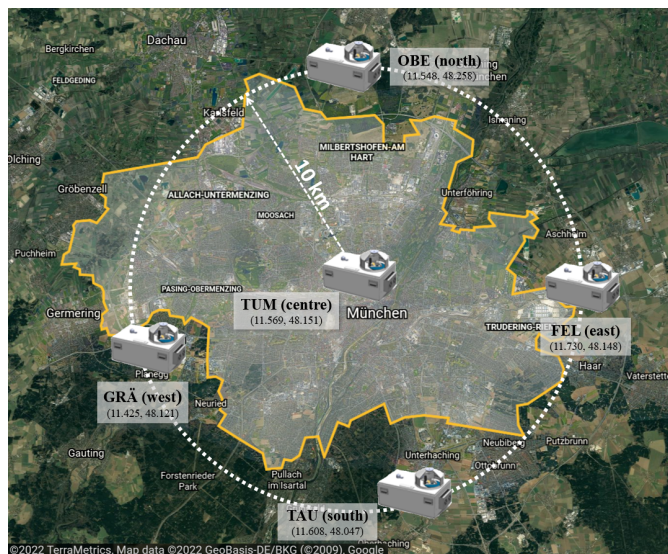 Bergkirchen
Dachau
OBE (north)
(11.548, 48.258)
FELDGEDING
Karlsfeld
Ismaning
MILBERTSHOFEN-AM
HART
Olching
10 km
Gröbenzell
ALLACH-UNTERMENZING
Unterföhring
MOOSACH
Aschheim
Puchheim
PASING-OBERMENZING
TUM (centre)
(11.569, 48.151)
München
Germering
TRUDERING-RIE
FEL (east)
(11.730, 48.148)
Planegg
Haar
Vaterstette
GRÄ (west)
(11.425, 48.121)
Neuried
Neubiberg
Putzbrunn
Gauting
Unterhaching
Ottobrunn
Forstenrieder
Park
Pullach
im Isartal
TAU (south)
(11.608, 48.047)
©2022 TerraMetrics, Map data ©2022 GeoBasis-DE/BKG (©2009), Google